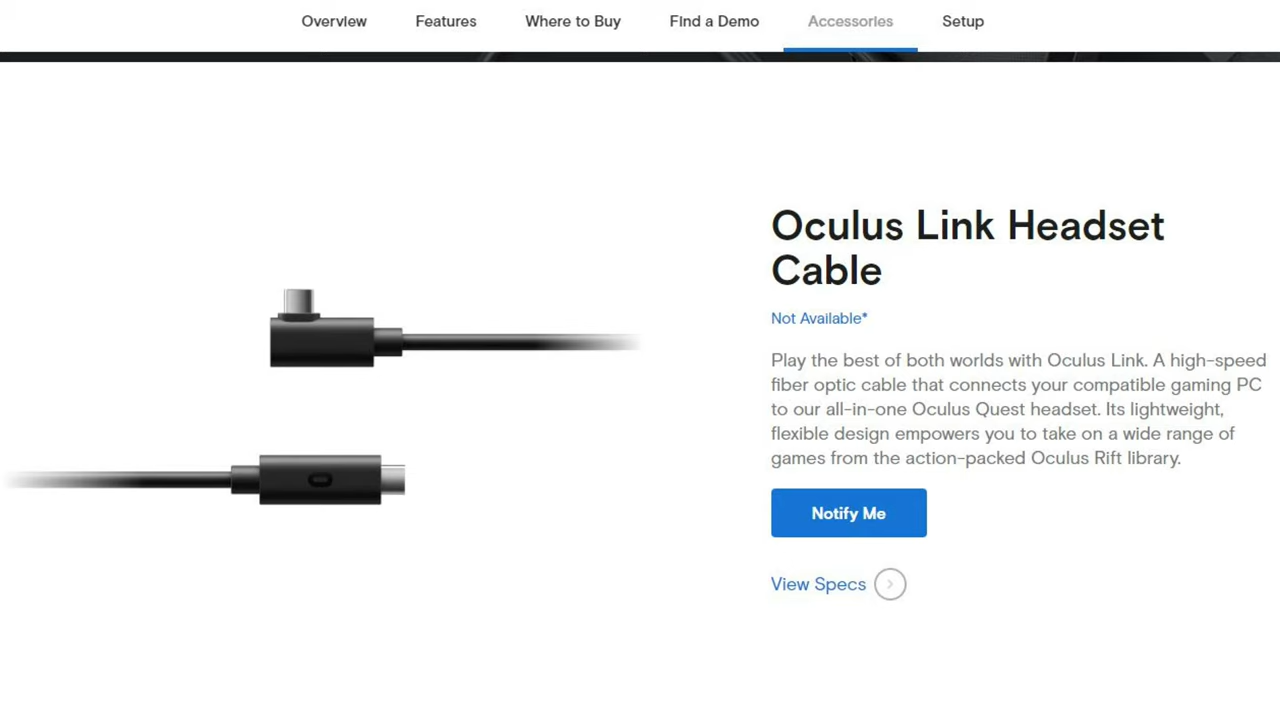 Overview Features Where to Buy Find a Demo Accessories Setup
Oculus Link Headset
Cable
Not Available*
Play the best of both worlds with Oculus Link. A high-speed
fiber optic cable that connects your compatible gaming PC
to our all-in-one Oculus Quest headset. Its lightweight,
flexible design empowers you to take on a wide range of
games from the action-packed Oculus Rift library.
Notify Me
View Specs